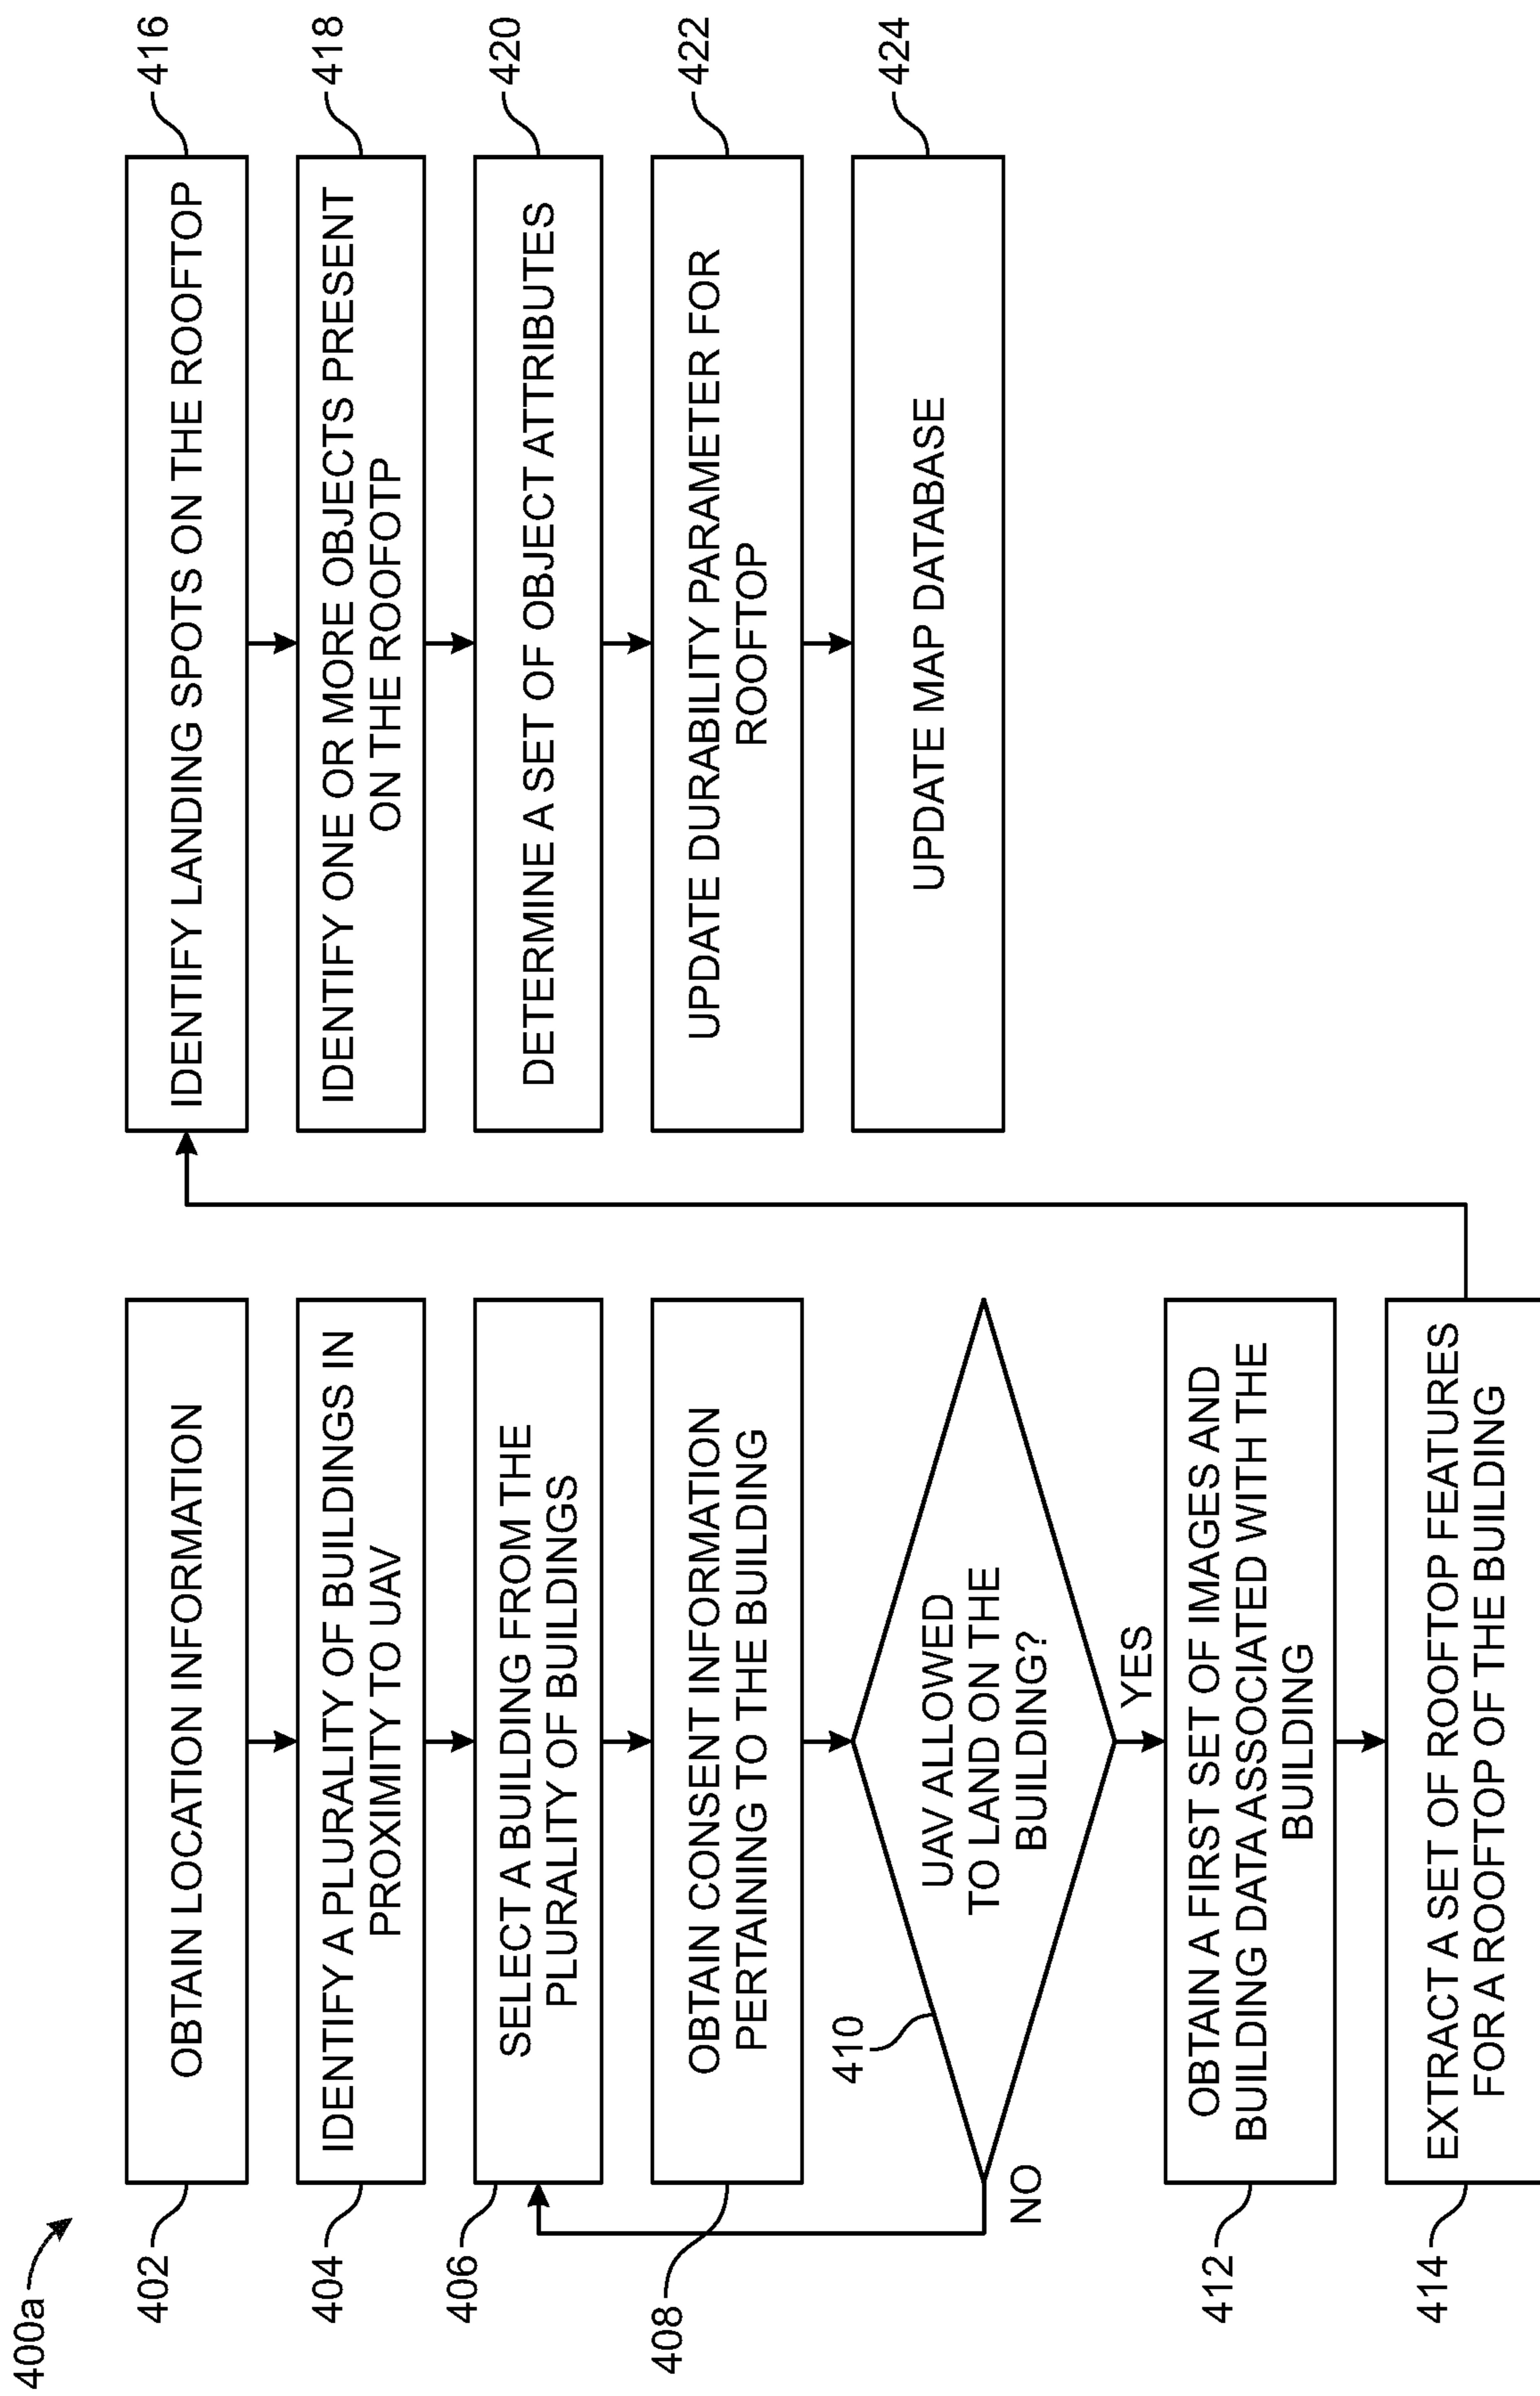 400a
402
OBTAIN LOCATION INFORMATION
404
IDENTIFY A PLURALITY OF BUILDINGS IN
PROXIMITY TO UAV
406
SELECT A BUILDING FROM THE
PLURALITY OF BUILDINGS
408
OBTAIN CONSENT INFORMATION
PERTAINING TO THE BUILDING
410
UAV ALLOWED
TO LAND ON THE
BUILDING?
NO
YES
412
OBTAIN A FIRST SET OF IMAGES AND
BUILDING DATA ASSOCIATED WITH THE
BUILDING
414
EXTRACT A SET OF ROOFTOP FEATURES
FOR A ROOFTOP OF THE BUILDING
416
IDENTIFY LANDING SPOTS ON THE ROOFTOP
418
IDENTIFY ONE OR MORE OBJECTS PRESENT
ON THE ROOFOTP
420
DETERMINE A SET OF OBJECT ATTRIBUTES
422
UPDATE DURABILITY PARAMETER FOR
ROOFTOP
424
UPDATE MAP DATABASE